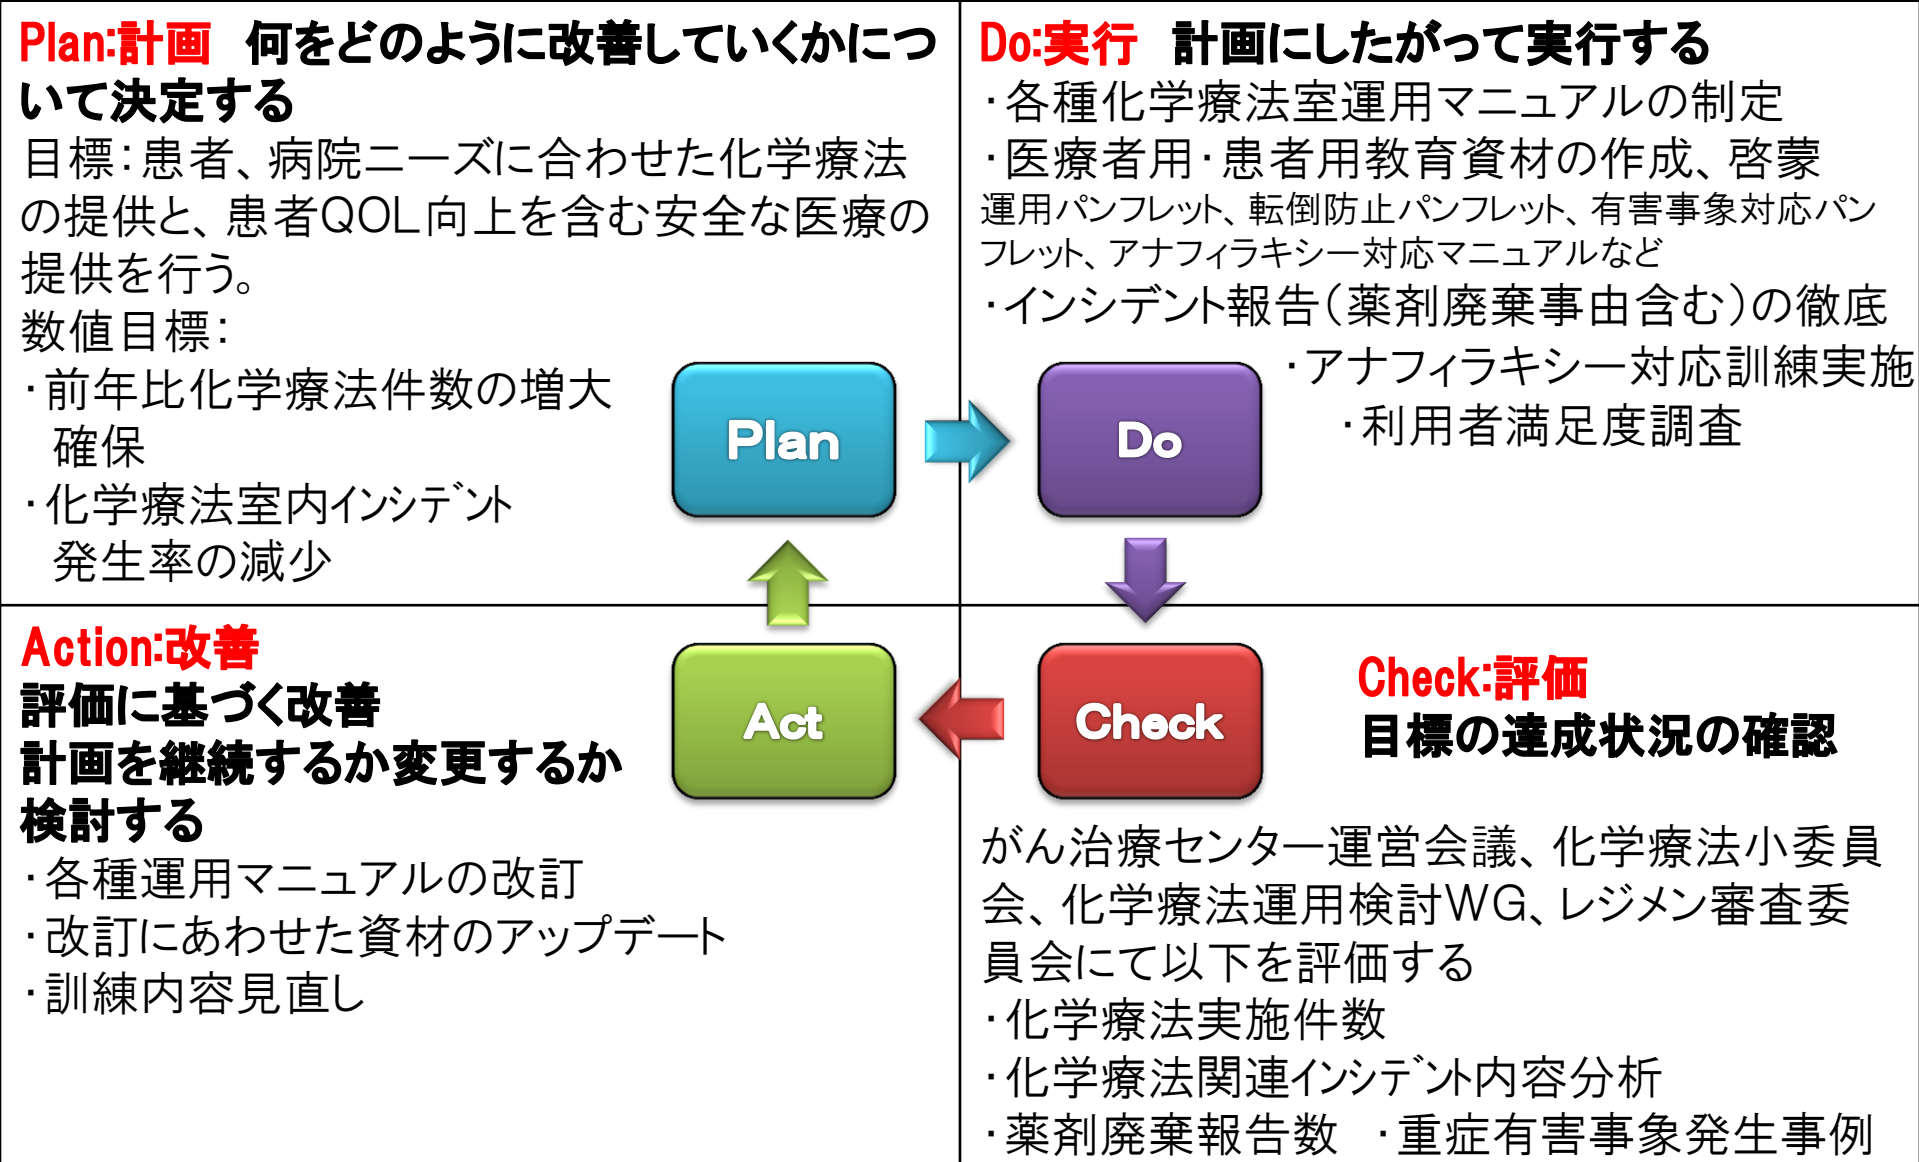 Plan:計画　何をどのように改善していくかにつ
いて決定する
目標：患者、病院ニーズに合わせた化学療法
の提供と、患者QOL向上を含む安全な医療の
提供を行う。
数値目標：
・前年比化学療法件数の増大
確保
・化学療法室内インシデント
発生率の減少
Plan
Do:実行　計画にしたがって実行する
・各種化学療法室運用マニュアルの制定
・医療者用・患者用教育資材の作成、啓蒙
運用パンフレット、転倒防止パンフレット、有害事象対応パン
フレット、アナフィラキシー対応マニュアルなど
・インシデント報告（薬剤廃棄事由含む）の徹底
・アナフィラキシー対応訓練実施
・利用者満足度調査
Do
Action:改善
評価に基づく改善
計画を継続するか変更するか
検討する
・各種運用マニュアルの改訂
・改訂にあわせた資材のアップデート
・訓練内容見直し
Act
Check
Check:評価
目標の達成状況の確認
がん治療センター運営会議、化学療法小委員
会、化学療法運用検討WG、レジメン審査委
員会にて以下を評価する
・化学療法実施件数
・化学療法関連インシデント内容分析
・薬剤廃棄報告数　・重症有害事象発生事例